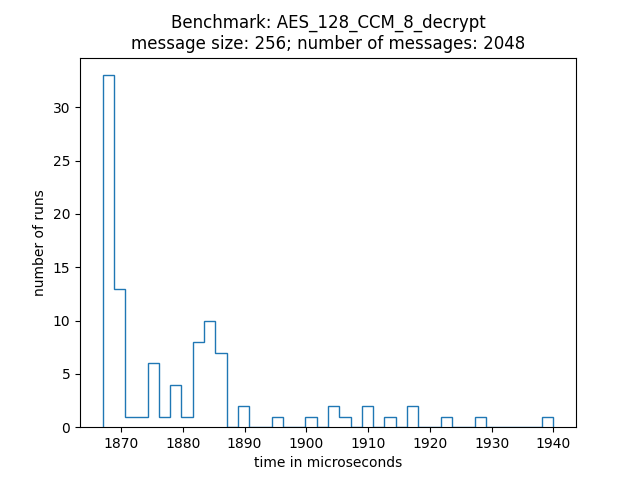 Benchmark: AES_128_CCM_8_decrypt
message size: 256; number of messages: 2048
number of runs
30
25
20
15
10
5
0
1870 1880 1890 1900 1910 1920 1930 1940
time in microseconds